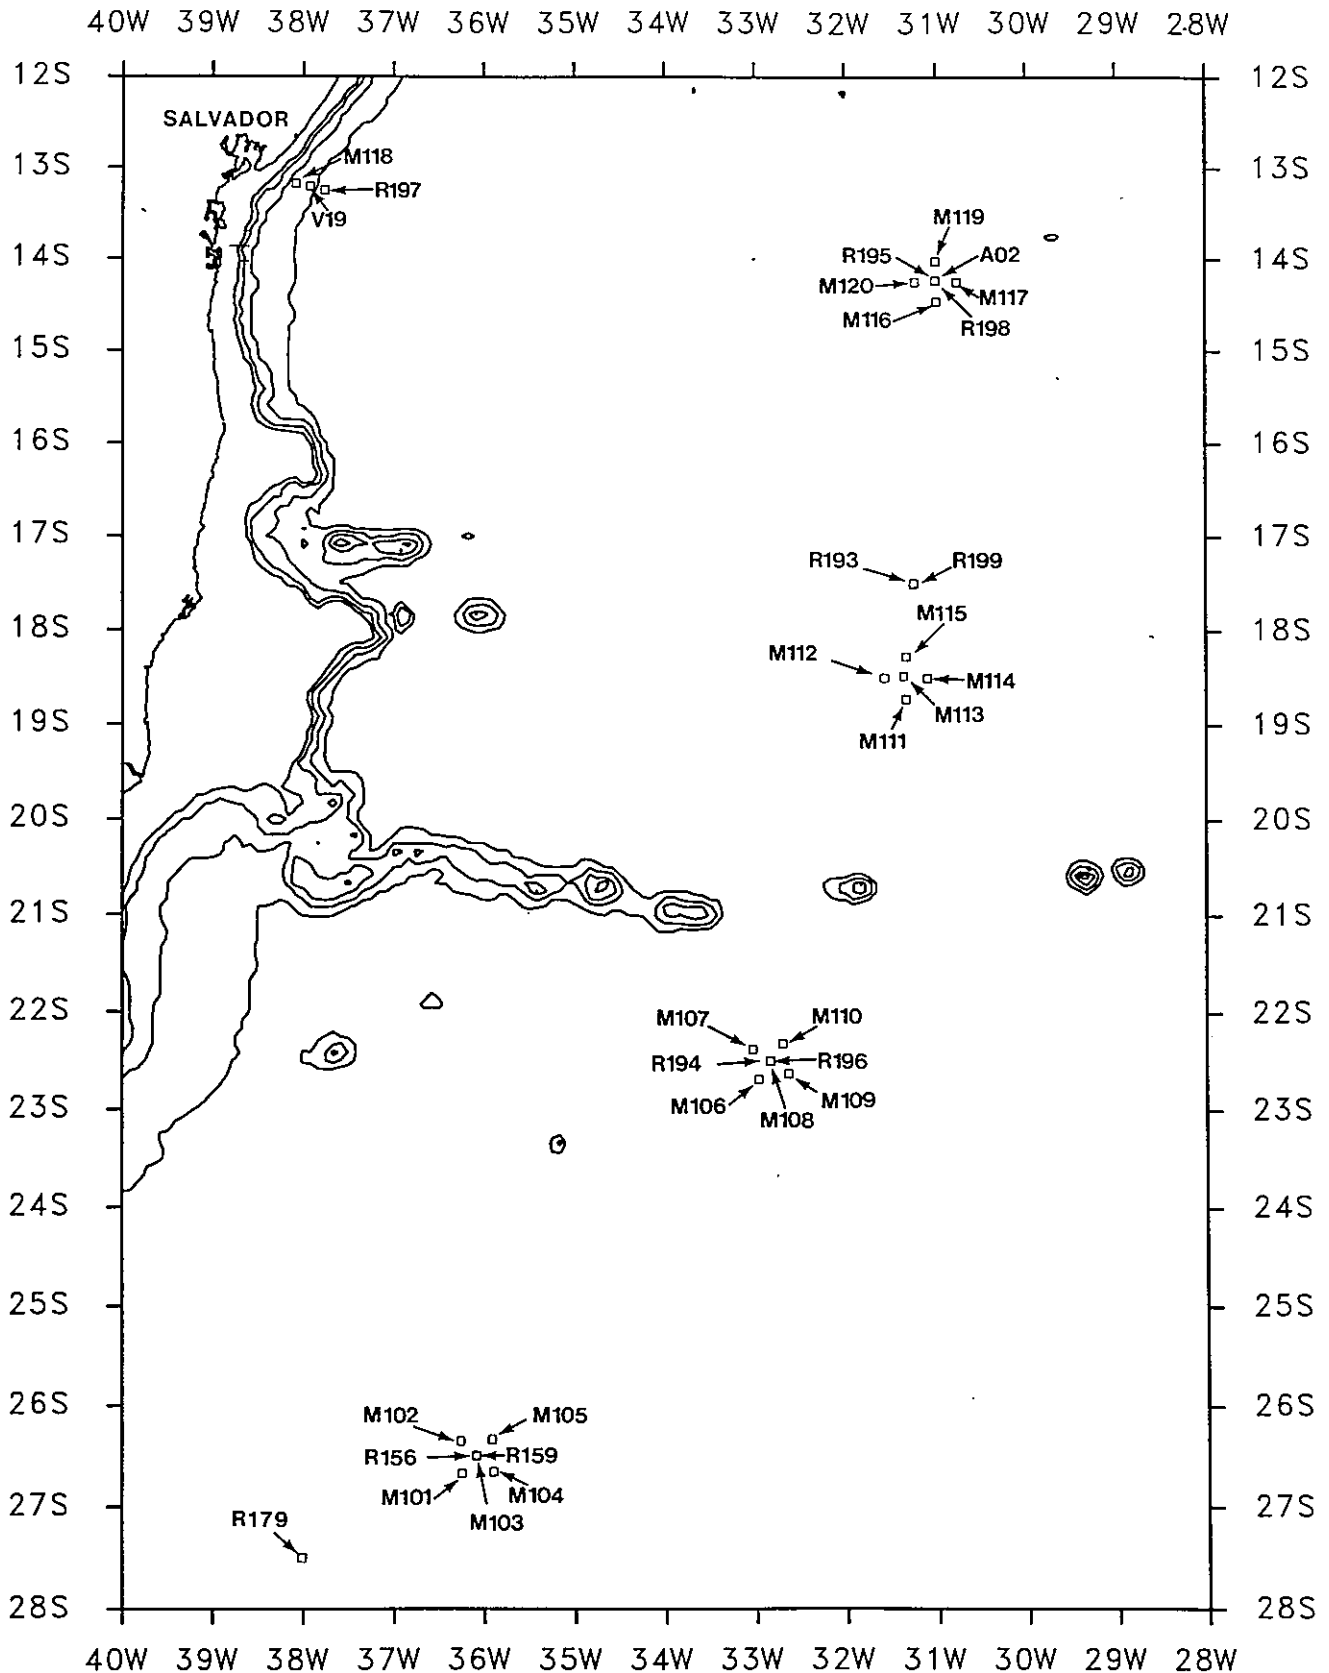 40W 39W 38W 37W 36W 35W 34W 33W 32W 31W 30W 29W 28W
12S 12S
SALVADOR
M118
13S 13S
R197
V19
M119
14S R195 A02 14S
M120 M117
M116 R198
15S 15S
16S 16S
17S 17S
R193 R199
M115
18S 18S
M112
M114
M113
19S 19S
M111
20S 20S
21S 21S
22S 22S
M107 M110
R194 R196
M106 M109
M108
23S 23S
24S 24S
25S 25S
26S 26S
M102 M105
R156 R159
M101 M104
27S 27S
R179 M103
28S 28S
40W 39W 38W 37W 36W 35W 34W 33W 32W 31W 30W 29W 28W